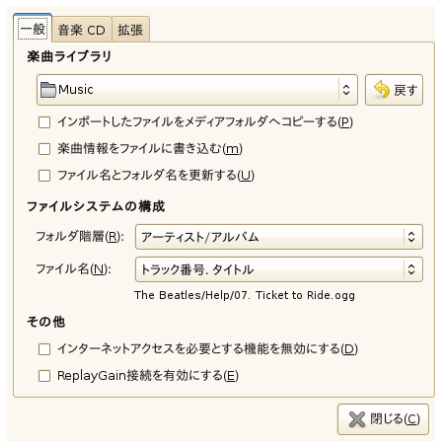 一般 音楽 CD 拡張
楽曲ライブラリ
Music 戻す
インポートしたファイルをメディアフォルダへコピーする(P)
楽曲情報をファイルに書き込む(m)
ファイル名とフォルダ名を更新する(U)
ファイルシステムの構成
フォルダ階層(R): アーティスト/アルバム
ファイル名(N): トラック番号. タイトル
The Beatles/Help/07. Ticket to Ride.ogg
その他
インターネットアクセスを必要とする機能を無効にする(D)
ReplayGain接続を有効にする(E)
閉じる(C)